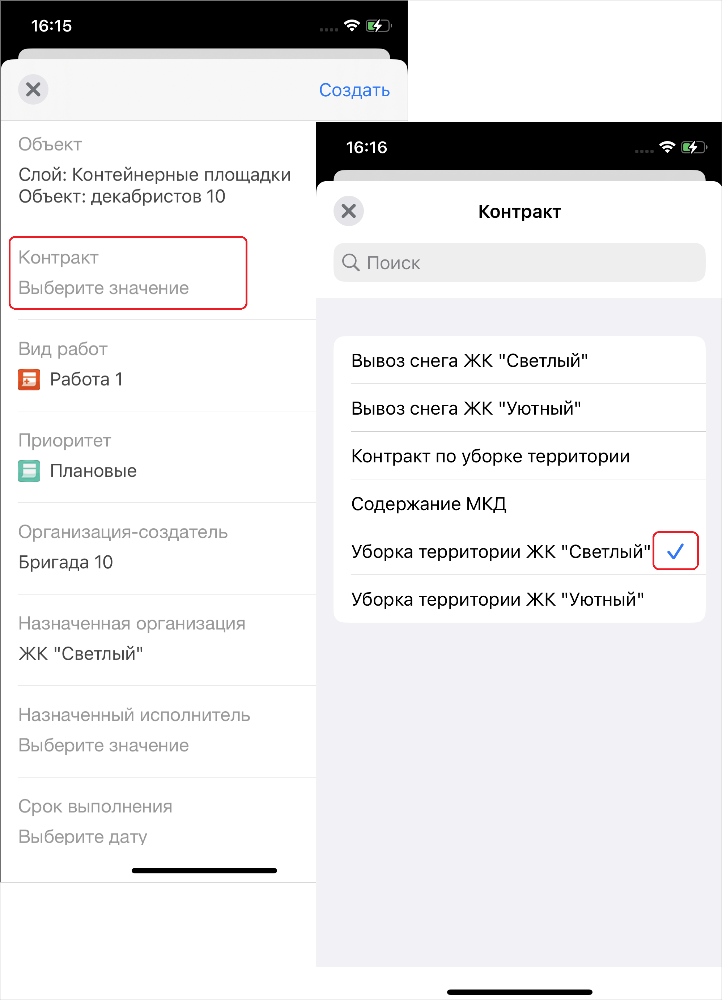 16:15
Создать
Объект
Слой: Контейнерные площадки
Объект: декабристов 10
Контракт
Выберите значение
Вид работ
Работа 1
Приоритет
Плановые
Организация-создатель
Бригада 10
Назначенная организация
ЖК "Светлый"
Назначенный исполнитель
Выберите значение
Срок выполнения
Выберите дату
16:16
Контракт
Поиск
Вывоз снега ЖК "Светлый"
Вывоз снега ЖК "Уютный"
Контракт по уборке территории
Содержание МКД
Уборка территории ЖК "Светлый"
Уборка территории ЖК "Уютный"